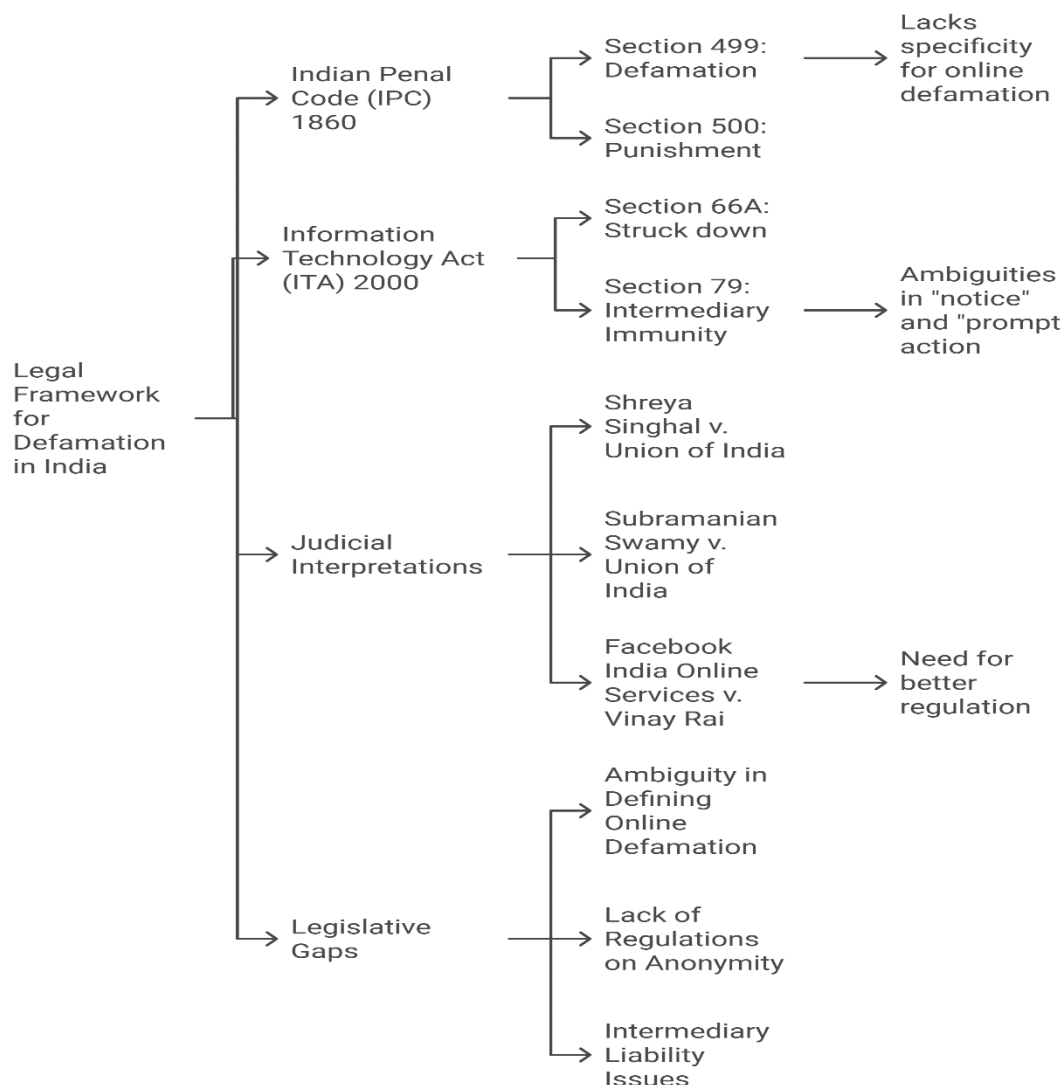 Legal
Framework
for
Defamation
in India
Indian Penal
Code (IPC)
1860
Section 499:
Defamation
Lacks
specificity
for online
defamation
Section 500:
Punishment
Information
Technology Act
(ITA) 2000
Section 66A:
Struck down
Section 79:
Intermediary
Immunity
Ambiguities
in "notice"
and "prompt
action
Judicial
Interpretations
Shreya
Singhal v.
Union of India
Subramanian
Swamy v.
Union of
India
Facebook
India Online
Services v.
Vinay Rai
Need for
better
regulation
Legislative
Gaps
Ambiguity in
Defining
Online
Defamation
Lack of
Regulations
on Anonymity
Intermediary
Liability
Issues